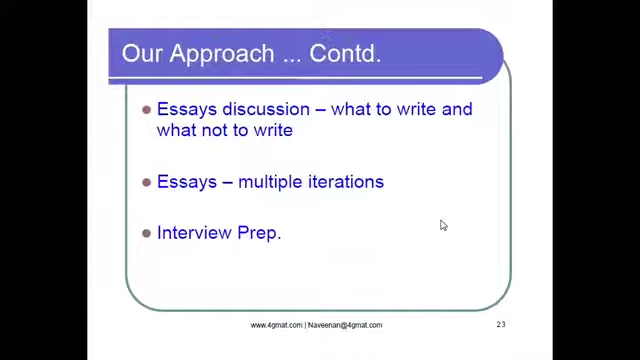 Our Approach ... Contd.
Essays discussion – what to write and
what not to write
Essays – multiple iterations
Interview Prep.
www.4gmat.com | Naveenan@4gmat.com
23